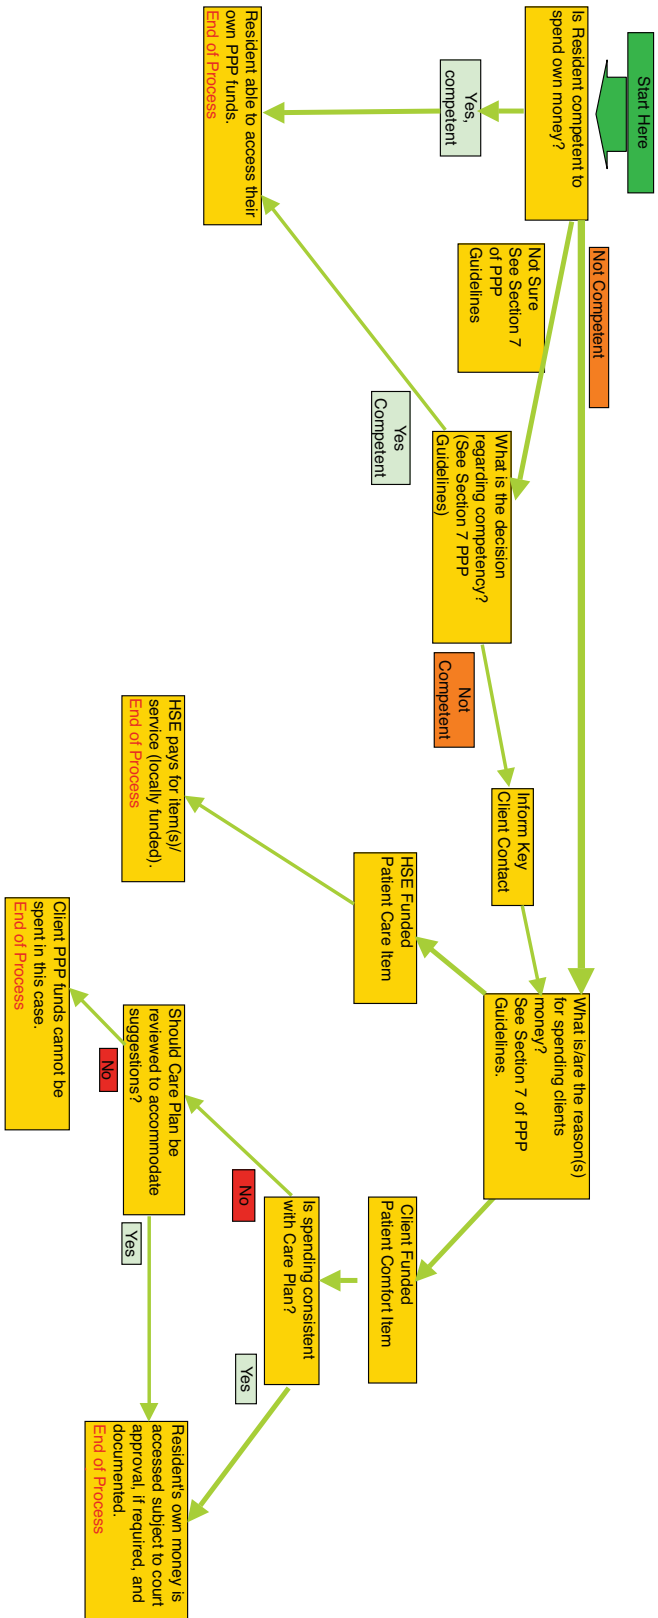 Start Here
Is Resident competent to
spend own money?
Yes,
competent
Resident able to access their
own PPP funds.
End of Process
Not Competent
Not Sure
See Section 7
of PPP
Guidelines
What is the decision
regarding competency?
(See Section 7 PPP
Guidelines)
Yes
Competent
Not
Competent
Inform Key
Client Contact
What is/are the reason(s)
for spending clients
money?
See Section 7 of PPP
Guidelines.
HSE Funded
Patient Care Item
HSE pays for item(s)/
service (locally funded).
End of Process
Client Funded
Patient Comfort Item
Is spending consistent
with Care Plan?
No
Yes
Should Care Plan be
reviewed to accommodate
suggestions?
No
Yes
Client PPP funds cannot be
spent in this case.
End of Process
Resident's own money is
accessed subject to court
approval, if required, and
documented.
End of Process